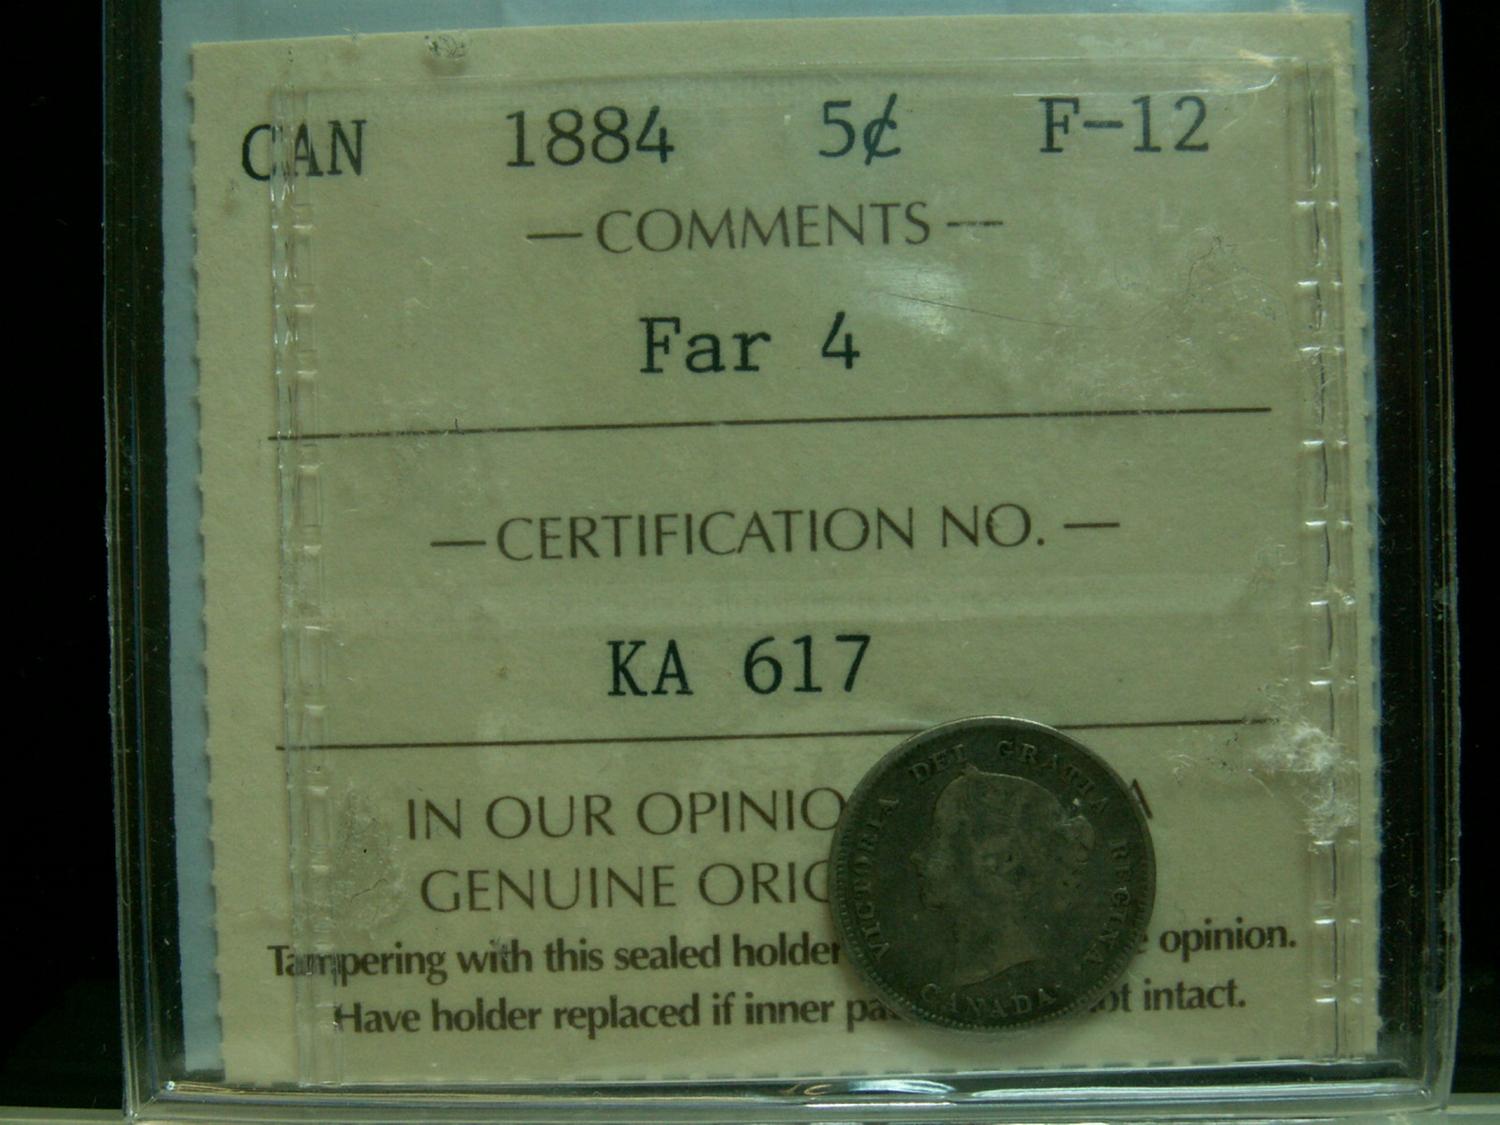 CAN 1884 5¢ F-12
— COMMENTS —
Far 4
— CERTIFICATION NO. —
KA 617
IN OUR OPINIO A
GENUINE ORIG
Tampering with this sealed holder e opinion.
Have holder replaced if inner pa ot intact.
VICTORIA DEI GRATIA REGINA
CANADA